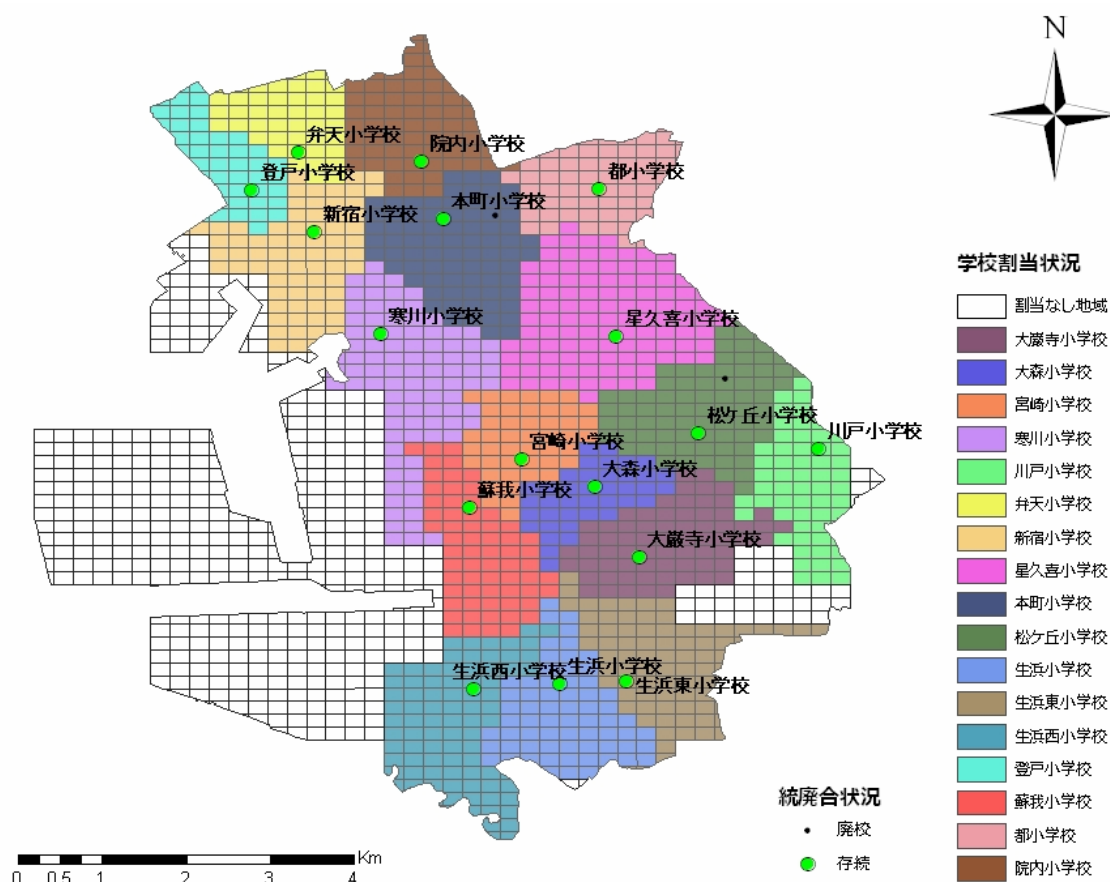 N
弁天小学校
院内小学校
登戸小学校
都小学校
本町小学校
新宿小学校
寒川小学校
星久喜小学校
松ケ丘小学校
川戸小学校
宮崎小学校
大森小学校
蘇我小学校
大巌寺小学校
生浜西小学校
生浜小学校
生浜東小学校
学校割当状況
割当なし地域
大巌寺小学校
大森小学校
宮崎小学校
寒川小学校
川戸小学校
弁天小学校
新宿小学校
星久喜小学校
本町小学校
松ケ丘小学校
生浜小学校
生浜東小学校
生浜西小学校
登戸小学校
蘇我小学校
都小学校
院内小学校
統廃合状況
廃校
存続
Km
0 0.5 1 2 3 4